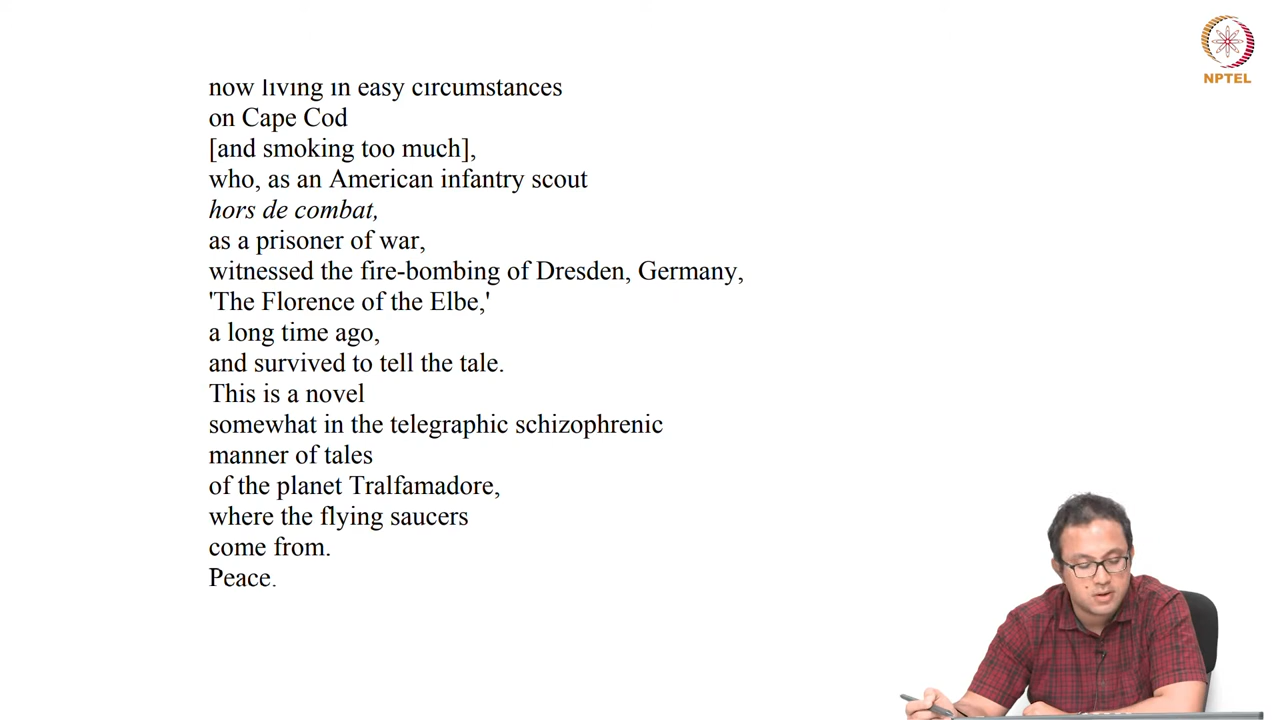 NPTEL
now living in easy circumstances
on Cape Cod
[and smoking too much],
who, as an American infantry scout
hors de combat,
as a prisoner of war,
witnessed the fire-bombing of Dresden, Germany,
'The Florence of the Elbe,'
a long time ago,
and survived to tell the tale.
This is a novel
somewhat in the telegraphic schizophrenic
manner of tales
of the planet Tralfamadore,
where the flying saucers
come from.
Peace.